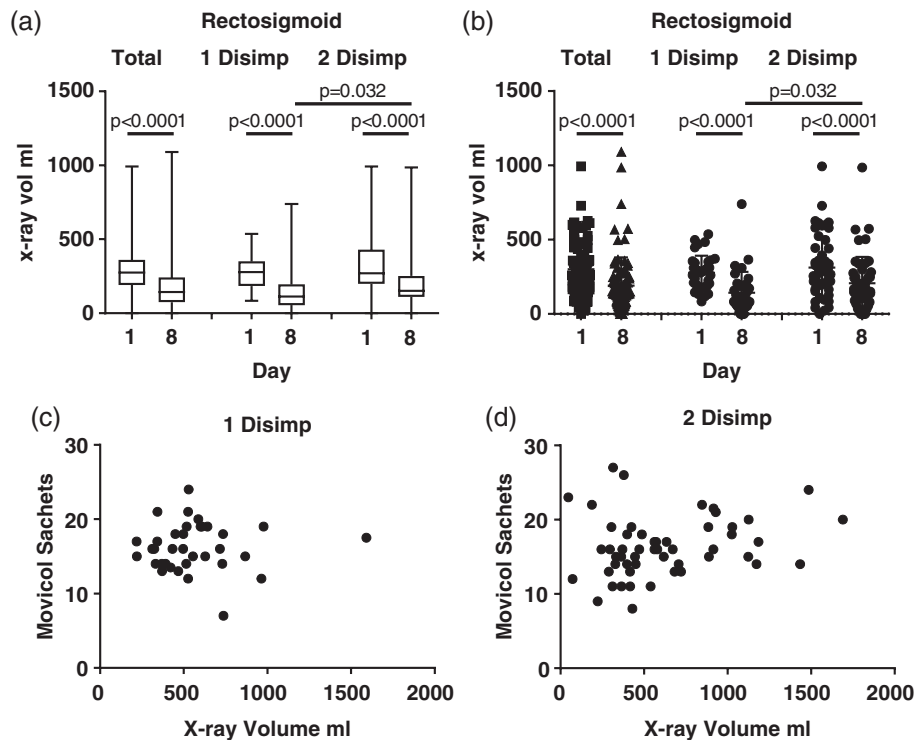 (a)
Rectosigmoid
Total 1 Disimp 2 Disimp
p=0.032
p<0.0001 p<0.0001 p<0.0001
x-ray vol ml
1500
1000
500
0
1 8 1 8 1 8
Day
(b)
Rectosigmoid
Total 1 Disimp 2 Disimp
p=0.032
p<0.0001 p<0.0001 p<0.0001
x-ray vol ml
1500
1000
500
0
1 8 1 8 1 8
Day
(c)
1 Disimp
Movicol Sachets
30
20
10
0
0 500 1000 1500 2000
X-ray Volume ml
(d)
2 Disimp
Movicol Sachets
30
20
10
0
0 500 1000 1500 2000
X-ray Volume ml